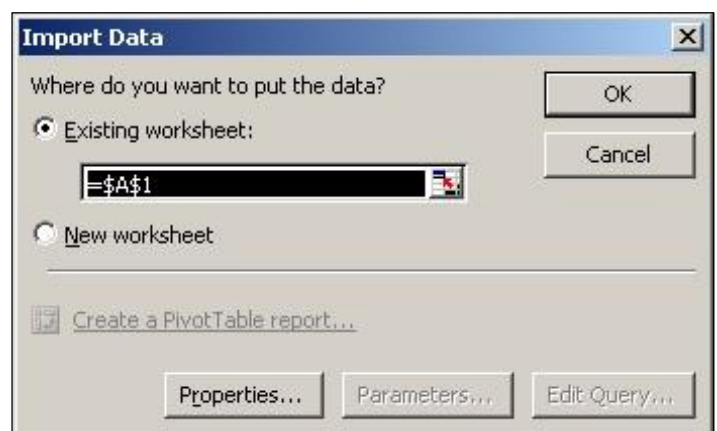 Import Data
Where do you want to put the data?
OK
Existing worksheet:
Cancel
=$A$1
New worksheet
Create a PivotTable report...
Properties... Parameters... Edit Query...